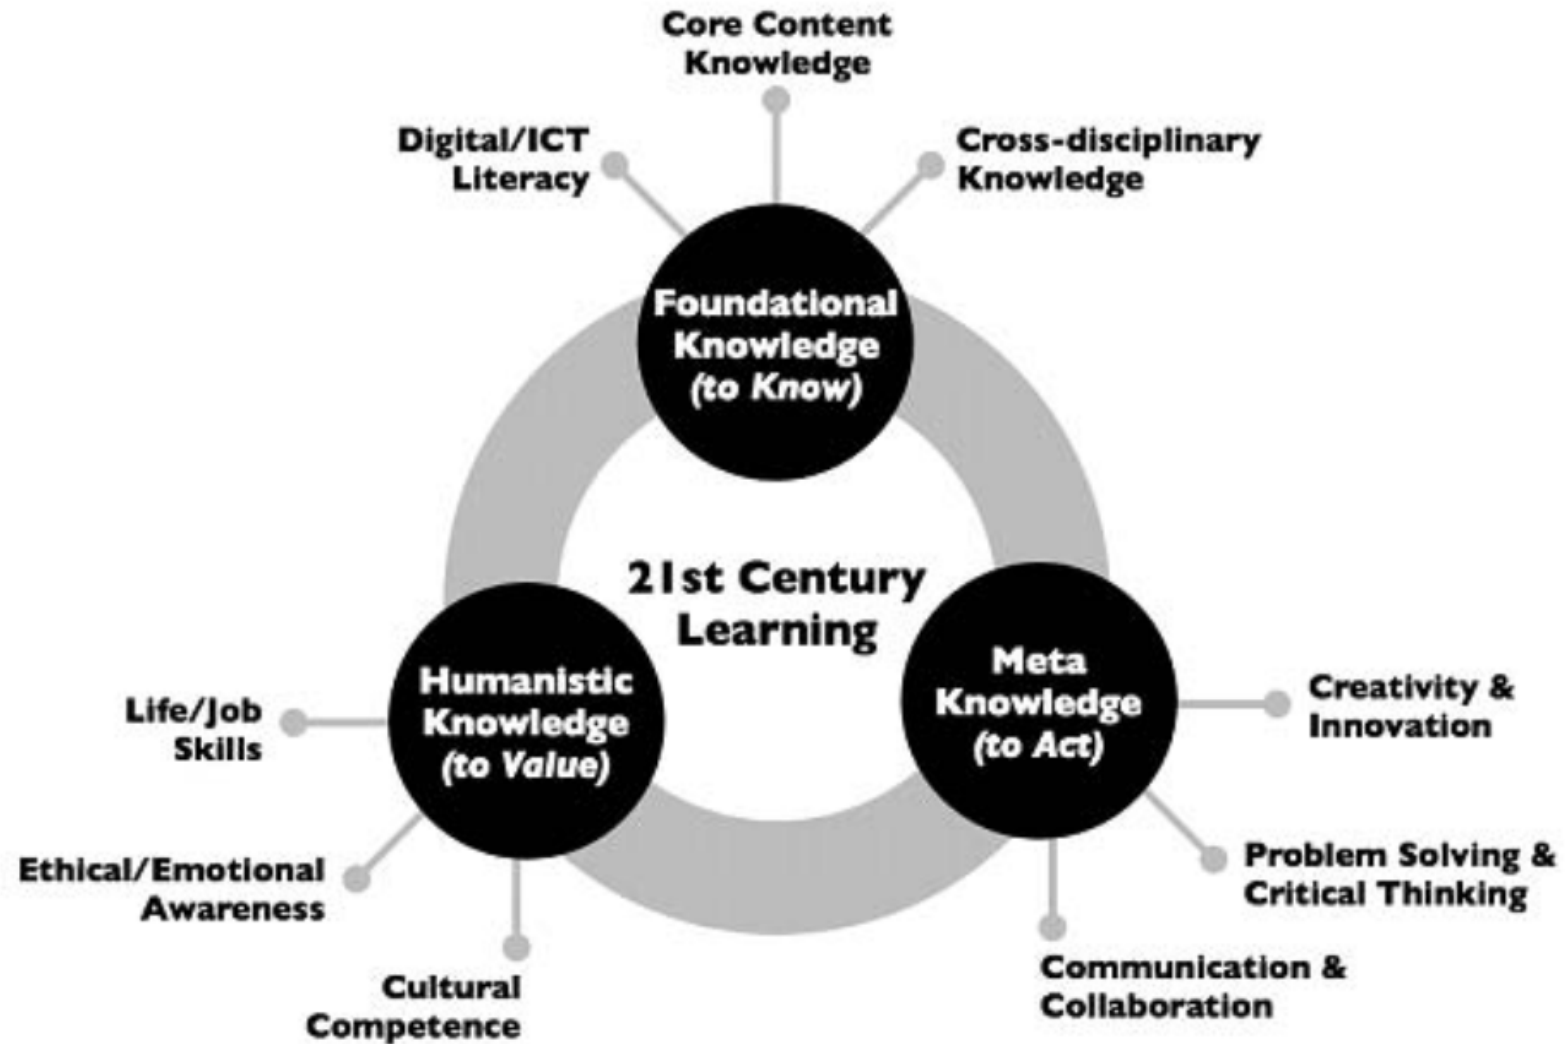 Core Content
Knowledge
Digital/ICT
Literacy
Cross-disciplinary
Knowledge
Foundational
Knowledge
(to Know)
21st Century
Learning
Humanistic
Knowledge
(to Value)
Meta
Knowledge
(to Act)
Life/Job
Skills
Creativity &
Innovation
Ethical/Emotional
Awareness
Problem Solving &
Critical Thinking
Cultural
Competence
Communication &
Collaboration